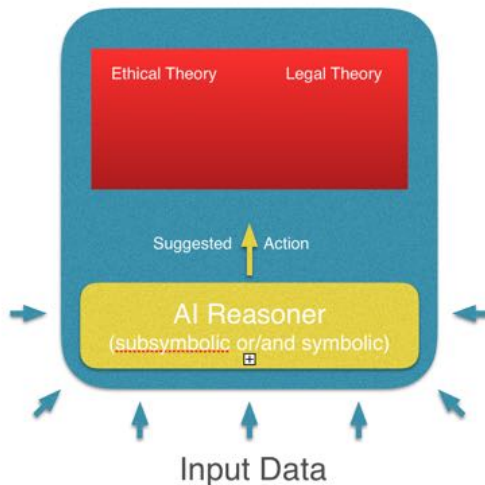 Ethical Theory Legal Theory
Suggested Action
AI Reasoner
(subsymbolic or/and symbolic)
Input Data